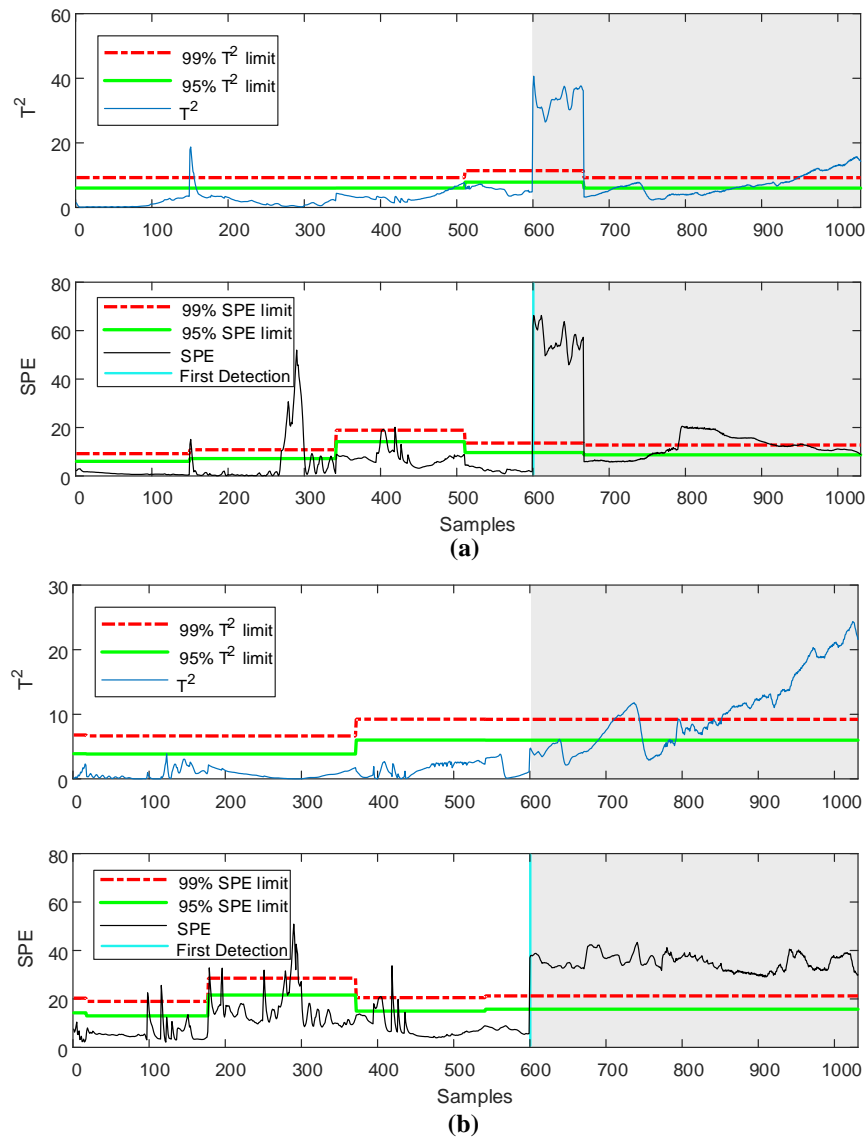 60
40
20
0
T²
99% T² limit
95% T² limit
T²
0 100 200 300 400 500 600 700 800 900 1000
80
60
40
20
0
SPE
99% SPE limit
95% SPE limit
SPE
First Detection
0 100 200 300 400 500 600 700 800 900 1000
Samples
(a)
30
20
10
0
T²
99% T² limit
95% T² limit
T²
0 100 200 300 400 500 600 700 800 900 1000
80
60
40
20
0
SPE
99% SPE limit
95% SPE limit
SPE
First Detection
0 100 200 300 400 500 600 700 800 900 1000
Samples
(b)